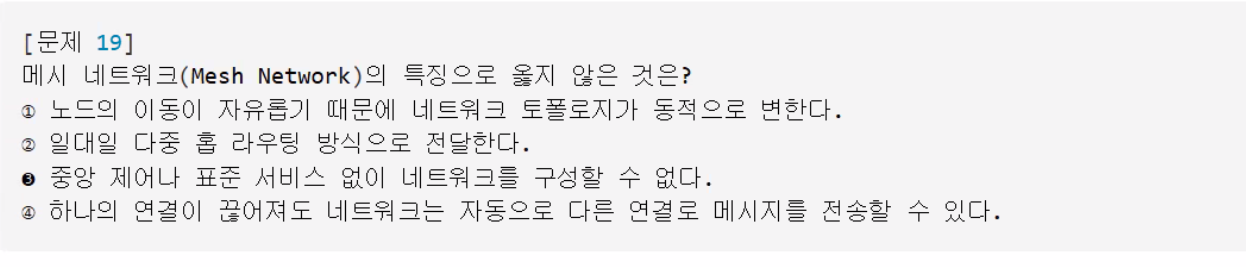 [문제 19]
메시 네트워크(Mesh Network)의 특징으로 옳지 않은 것은?
① 노드의 이동이 자유롭기 때문에 네트워크 토폴로지가 동적으로 변한다.
② 일대일 다중 홉 라우팅 방식으로 전달한다.
❸ 중앙 제어나 표준 서비스 없이 네트워크를 구성할 수 없다.
④ 하나의 연결이 끊어져도 네트워크는 자동으로 다른 연결로 메시지를 전송할 수 있다.